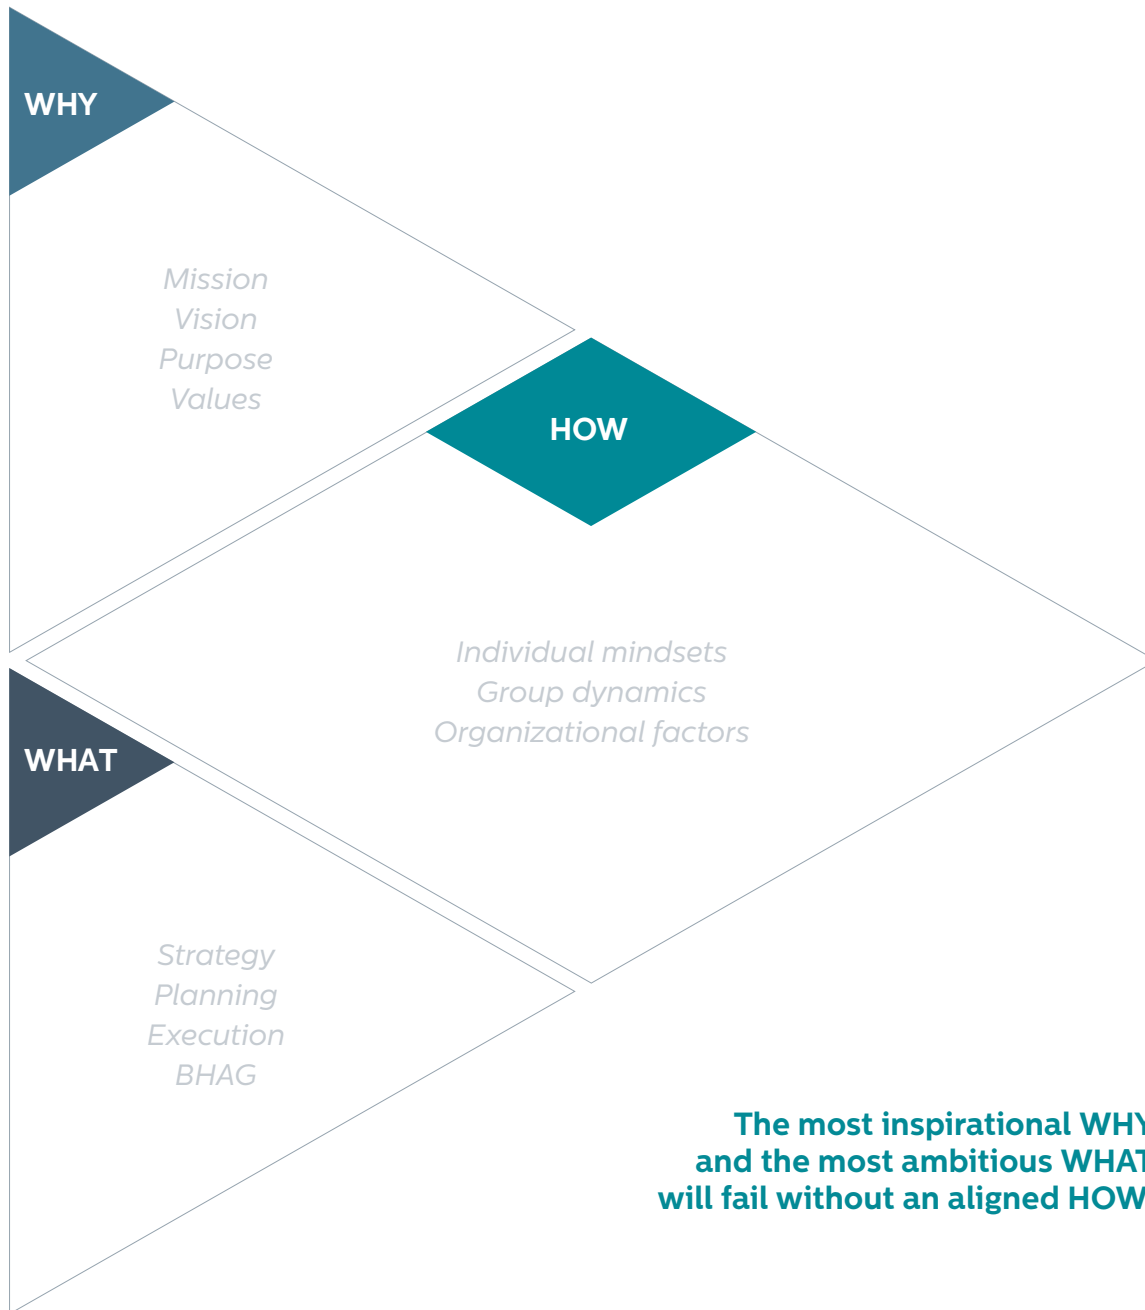 WHY
Mission
Vision
Purpose
Values
HOW
Individual mindsets
Group dynamics
Organizational factors
WHAT
Strategy
Planning
Execution
BHAG
The most inspirational WHY
and the most ambitious WHAT
will fail without an aligned HOW